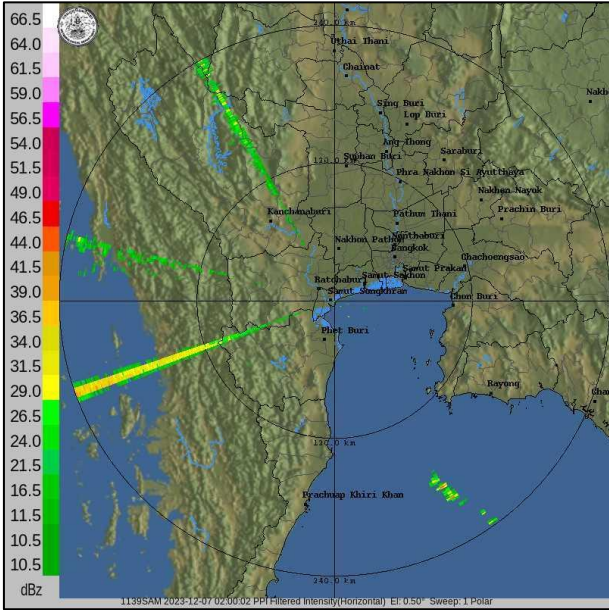 66.5
64.5
61.5
59.0
56.5
54.0
51.5
49.0
46.5
44.0
41.5
39.0
36.5
34.0
31.5
29.0
26.5
24.0
21.5
16.5
11.5
10.5
10.5
dBz
240.0 km
Uthai Thani
Chainat
Nakh
Sing Buri
Lop Buri
Ang Thong
120.0 km
Suphan Buri
Saraburi
Phra Nakhon Si Ayutthaya
Nakhon Nayok
Kanchanaburi
Pathum Thani
Prachin Buri
Nonthaburi
Nakhon Pathom
Bangkok
Chachoengsao
Samut Prakan
Ratchaburi
Samut Sakhon
Samut Songkhram
Chon Buri
Phet Buri
Rayong
Chan
120.0 km
Prachuap Khiri Khan
240.0 km
1139SAM 2023-12-07 02:00:02 PPI Filtered Intensity(Horizontal) El: 0.50° Sweep: 1 Polar